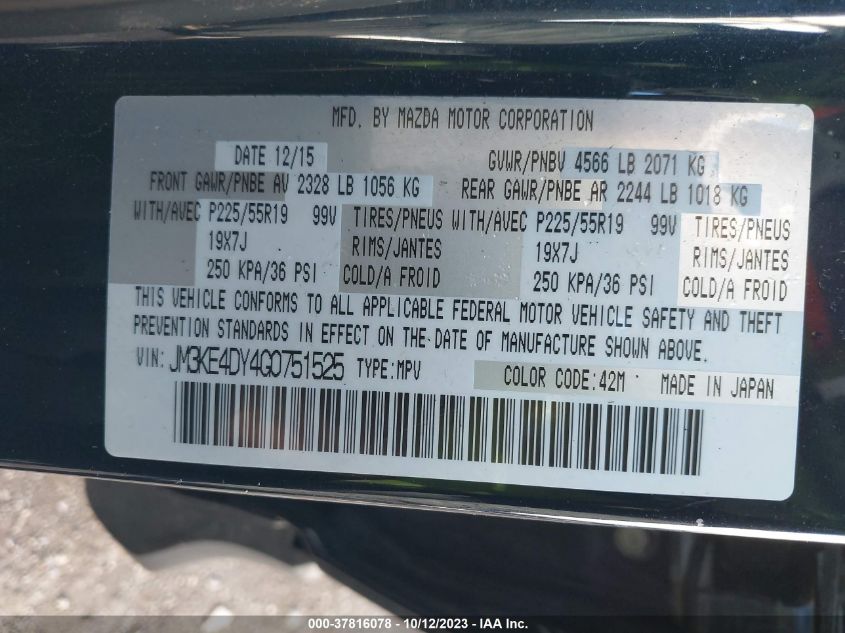 MFD. BY MAZDA MOTOR CORPORATION
DATE 12/15 GVWR/PNBV 4566 LB 2071 KG
FRONT GAWR/PNBE AV 2328 LB 1056 KG REAR GAWR/PNBE AR 2244 LB 1018 KG
WITH/AVEC P225/55R19 99V TIRES/PNEUS WITH/AVEC P225/55R19 99V TIRES/PNEUS
19X7J RIMS/JANTES 19X7J RIMS/JANTES
250 KPA/36 PSI COLD/A FROID 250 KPA/36 PSI COLD/A FROID
THIS VEHICLE CONFORMS TO ALL APPLICABLE FEDERAL MOTOR VEHICLE SAFETY AND THEFT
PREVENTION STANDARDS IN EFFECT ON THE DATE OF MANUFACTURE SHOWN ABOVE.
VIN: JM3KE4DY4G0751525 TYPE:MPV COLOR CODE:42M MADE IN JAPAN
000-37816078 - 10/12/2023 - IAA Inc.